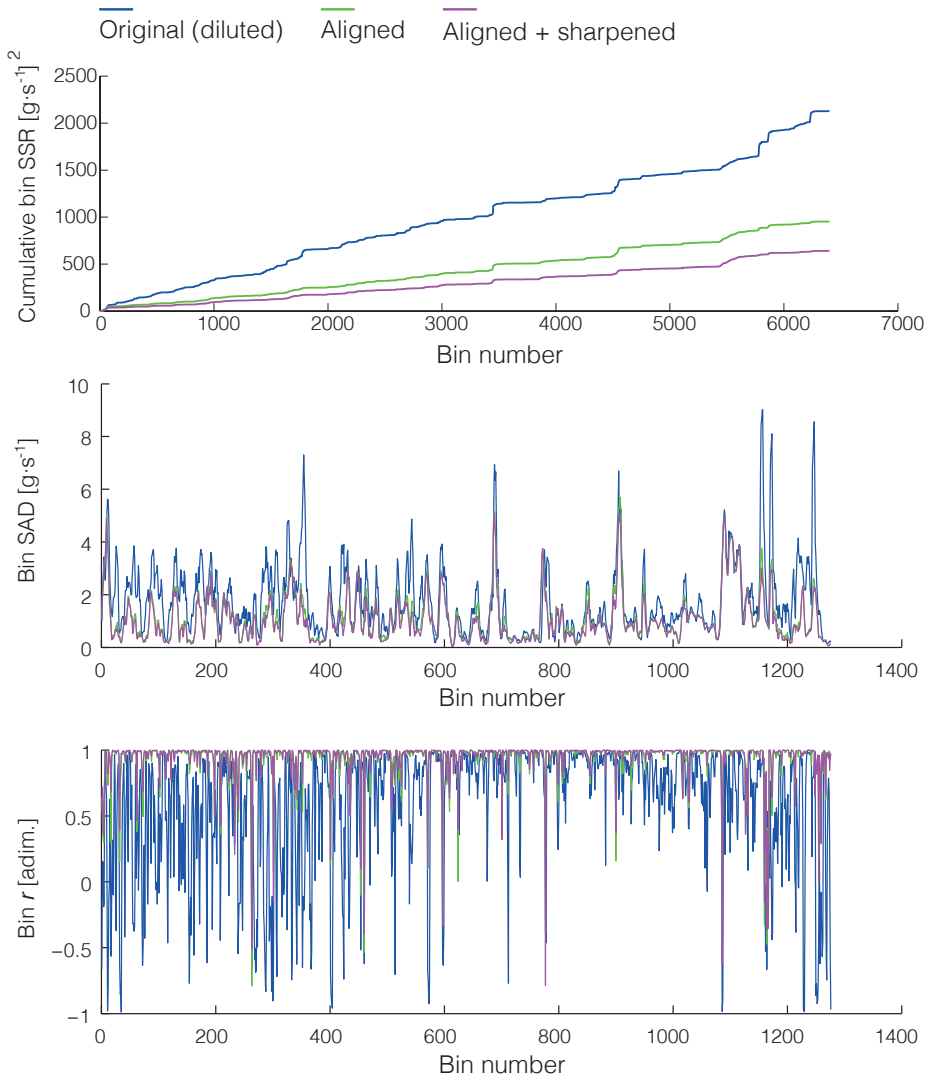 Original (diluted) Aligned Aligned + sharpened
Cumulative bin SSR [g·s⁻¹]²
2500
2000
1500
1000
500
0
0 1000 2000 3000 4000 5000 6000 7000
Bin number
Bin SAD [g·s⁻¹]
10
8
6
4
2
0
0 200 400 600 800 1000 1200 1400
Bin number
Bin r [adim.]
1
0.5
0
−0.5
−1
0 200 400 600 800 1000 1200 1400
Bin number